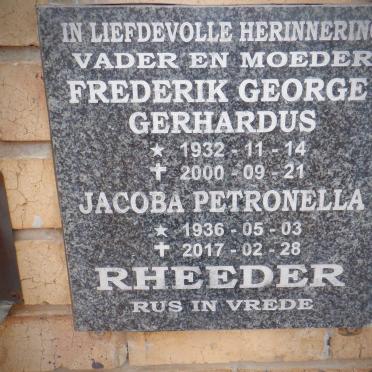 IN LIEFDEVOLLE HERINNERING
VADER EN MOEDER
FREDERIK GEORGE
GERHARDUS
★ 1932 - 11 - 14
✝ 2000 - 09 - 21
JACOBA PETRONELLA
★ 1936 - 05 - 03
✝ 2017 - 02 - 28
RHEEDER
RUS IN VREDE